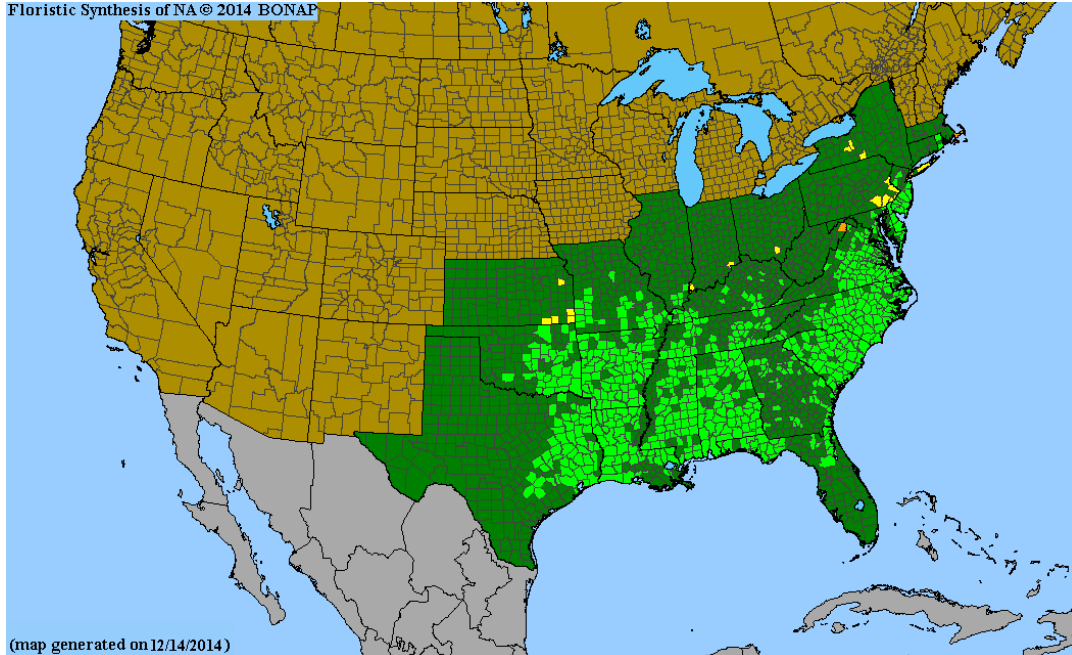 Floristic Synthesis of NA © 2014 BONAP
(map generated on 12/14/2014)